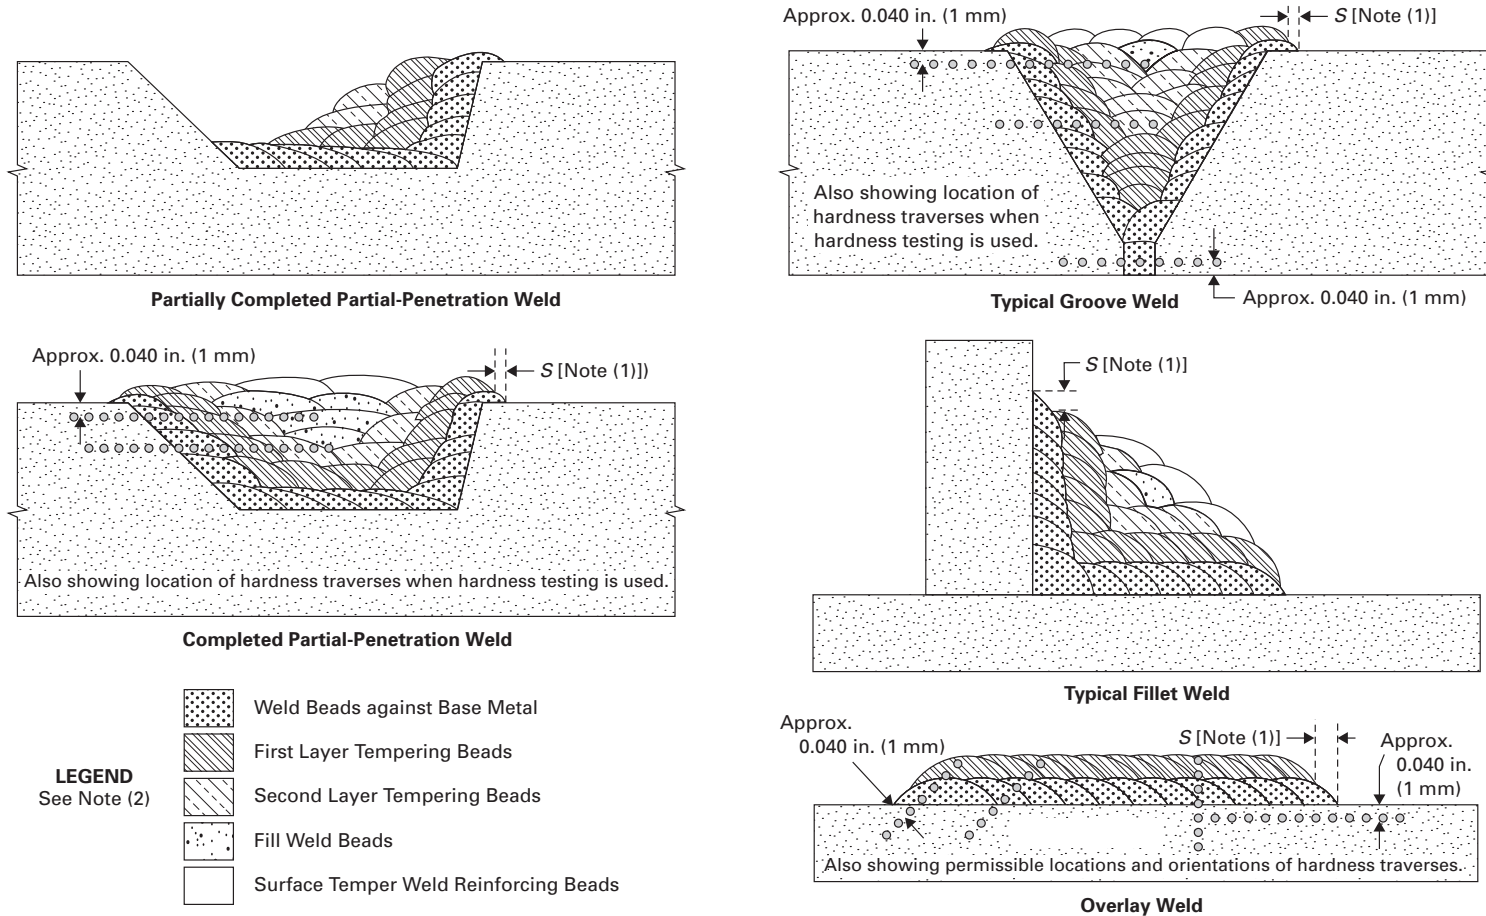 Partially Completed Partial-Penetration Weld
Approx. 0.040 in. (1 mm)
S [Note (1)]
Also showing location of
hardness traverses when
hardness testing is used.
Typical Groove Weld
Approx. 0.040 in. (1 mm)
Approx. 0.040 in. (1 mm)
S [Note (1)])
Also showing location of hardness traverses when hardness testing is used.
Completed Partial-Penetration Weld
S [Note (1)]
Typical Fillet Weld
LEGEND
See Note (2)
Weld Beads against Base Metal
First Layer Tempering Beads
Second Layer Tempering Beads
Fill Weld Beads
Surface Temper Weld Reinforcing Beads
Approx.
0.040 in. (1 mm)
S [Note (1)]
Approx.
0.040 in.
(1 mm)
Also showing permissible locations and orientations of hardness traverses.
Overlay Weld